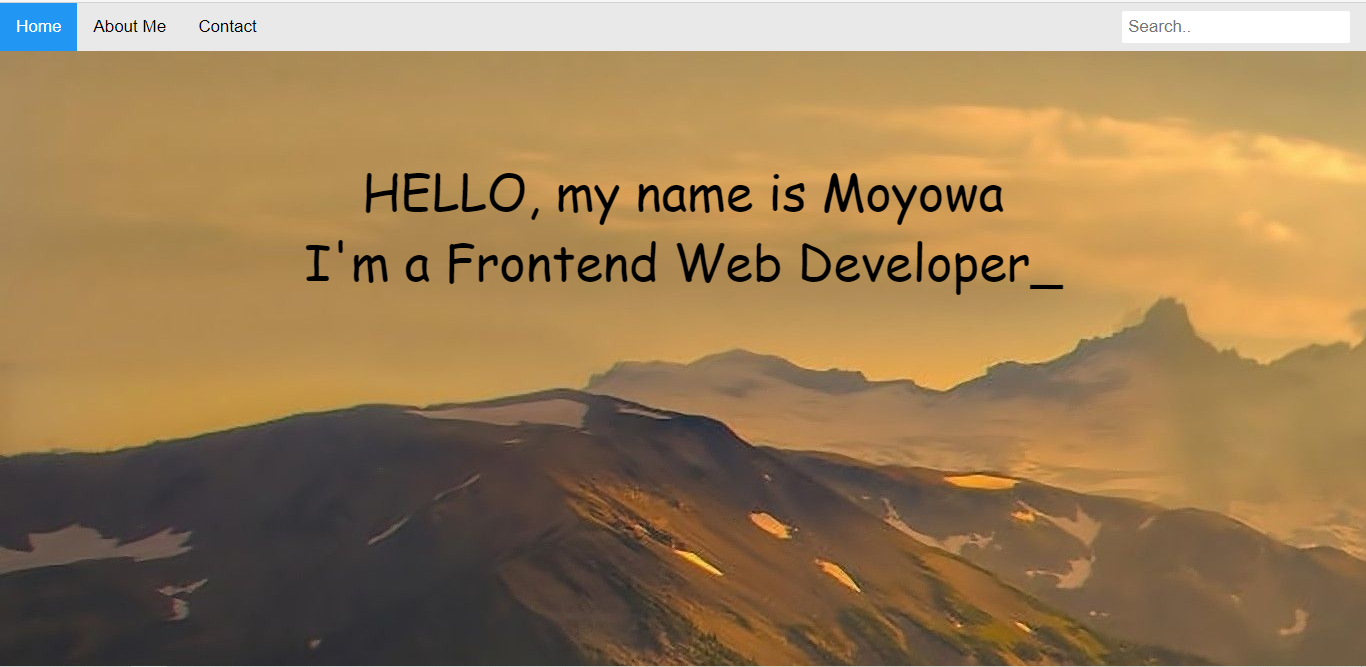 Home About Me Contact Search..
HELLO, my name is Moyowa
I'm a Frontend Web Developer_